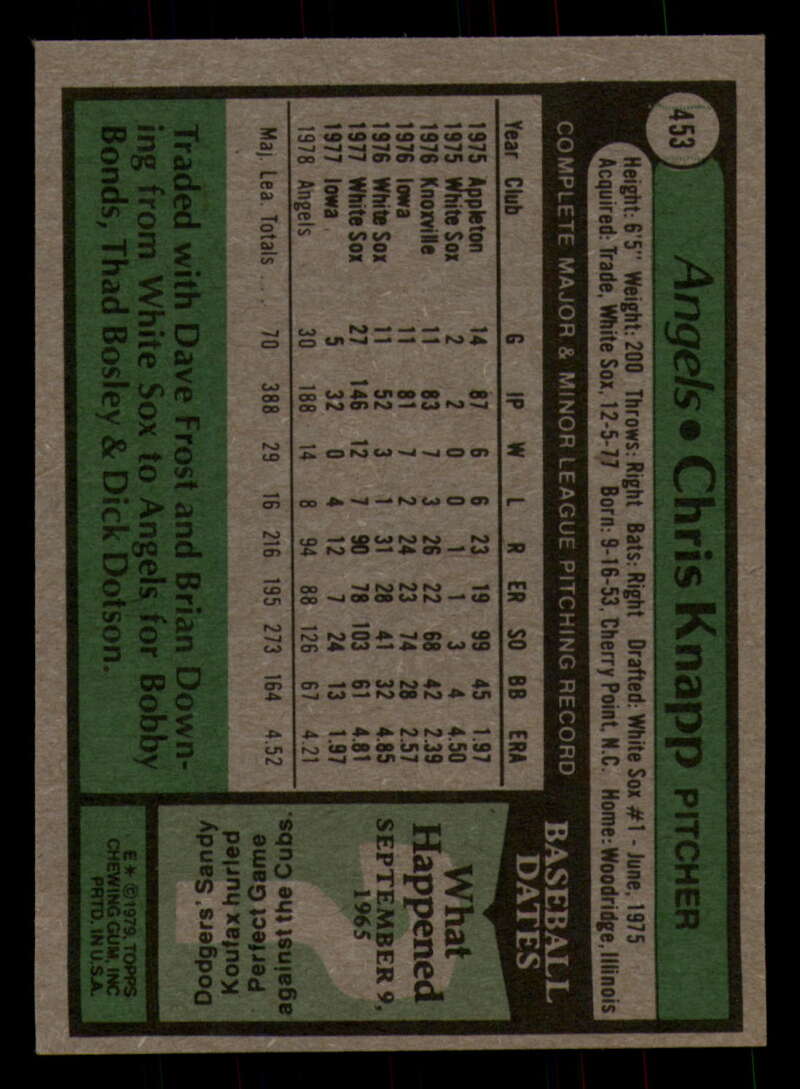 453
Angels • Chris Knapp PITCHER
Height: 6'5" Weight: 200 Throws: Right Bats: Right Drafted: White Sox #1 - June, 1975
Acquired: Trade, White Sox, 12-5-77 Born: 9-16-53, Cherry Point, N.C. Home: Woodridge, Illinois
COMPLETE MAJOR & MINOR LEAGUE PITCHING RECORD
Year Club G IP W L R ER SO BB ERA
1975 Appleton 14 87 6 6 23 19 99 45 1.97
1975 White Sox 2 2 0 0 1 1 3 4 4.50
1976 Knoxville 11 83 7 3 26 22 68 42 2.39
1976 Iowa 11 81 7 2 24 23 74 28 2.57
1976 White Sox 11 52 3 1 31 28 41 32 4.85
1977 White Sox 27 146 12 7 90 78 103 61 4.81
1977 Iowa 5 32 0 4 12 7 24 13 1.97
1978 Angels 30 188 14 8 94 88 126 67 4.21
Maj. Lea. Totals .... 70 388 29 16 216 195 273 164 4.52
Traded with Dave Frost and Brian Down-
ing from White Sox to Angels for Bobby
Bonds, Thad Bosley & Dick Dotson.
BASEBALL
DATES
What
Happened
SEPTEMBER 9,
1965
Dodgers' Sandy
Koufax hurled
Perfect Game
against the Cubs.
E * © 1979, TOPPS
CHEWING GUM, INC
PRTD. IN U.S.A.